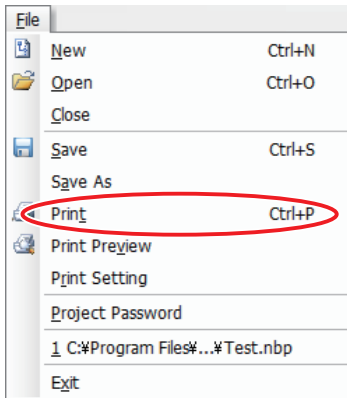 File
New Ctrl+N
Open Ctrl+O
Close
Save Ctrl+S
Save As
Print Ctrl+P
Print Preview
Print Setting
Project Password
1 C:¥Program Files¥...¥Test.nbp
Exit